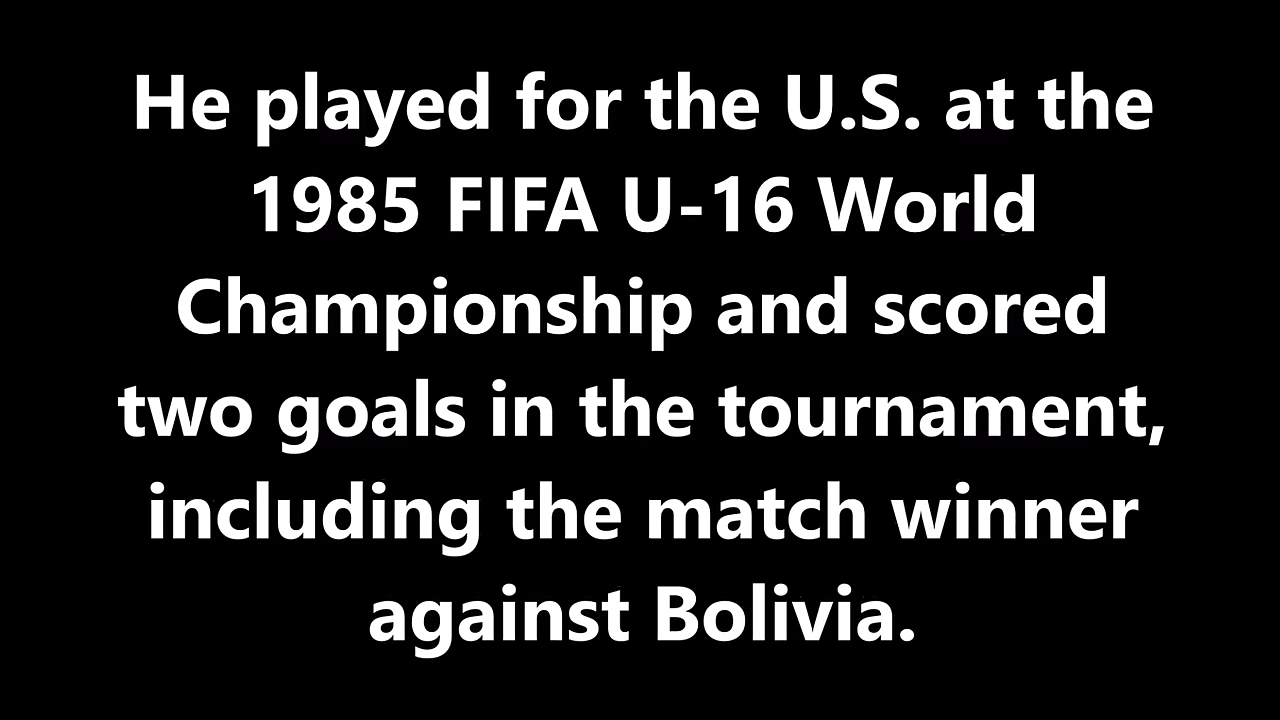 He played for the U.S. at the
1985 FIFA U-16 World
Championship and scored
two goals in the tournament,
including the match winner
against Bolivia.